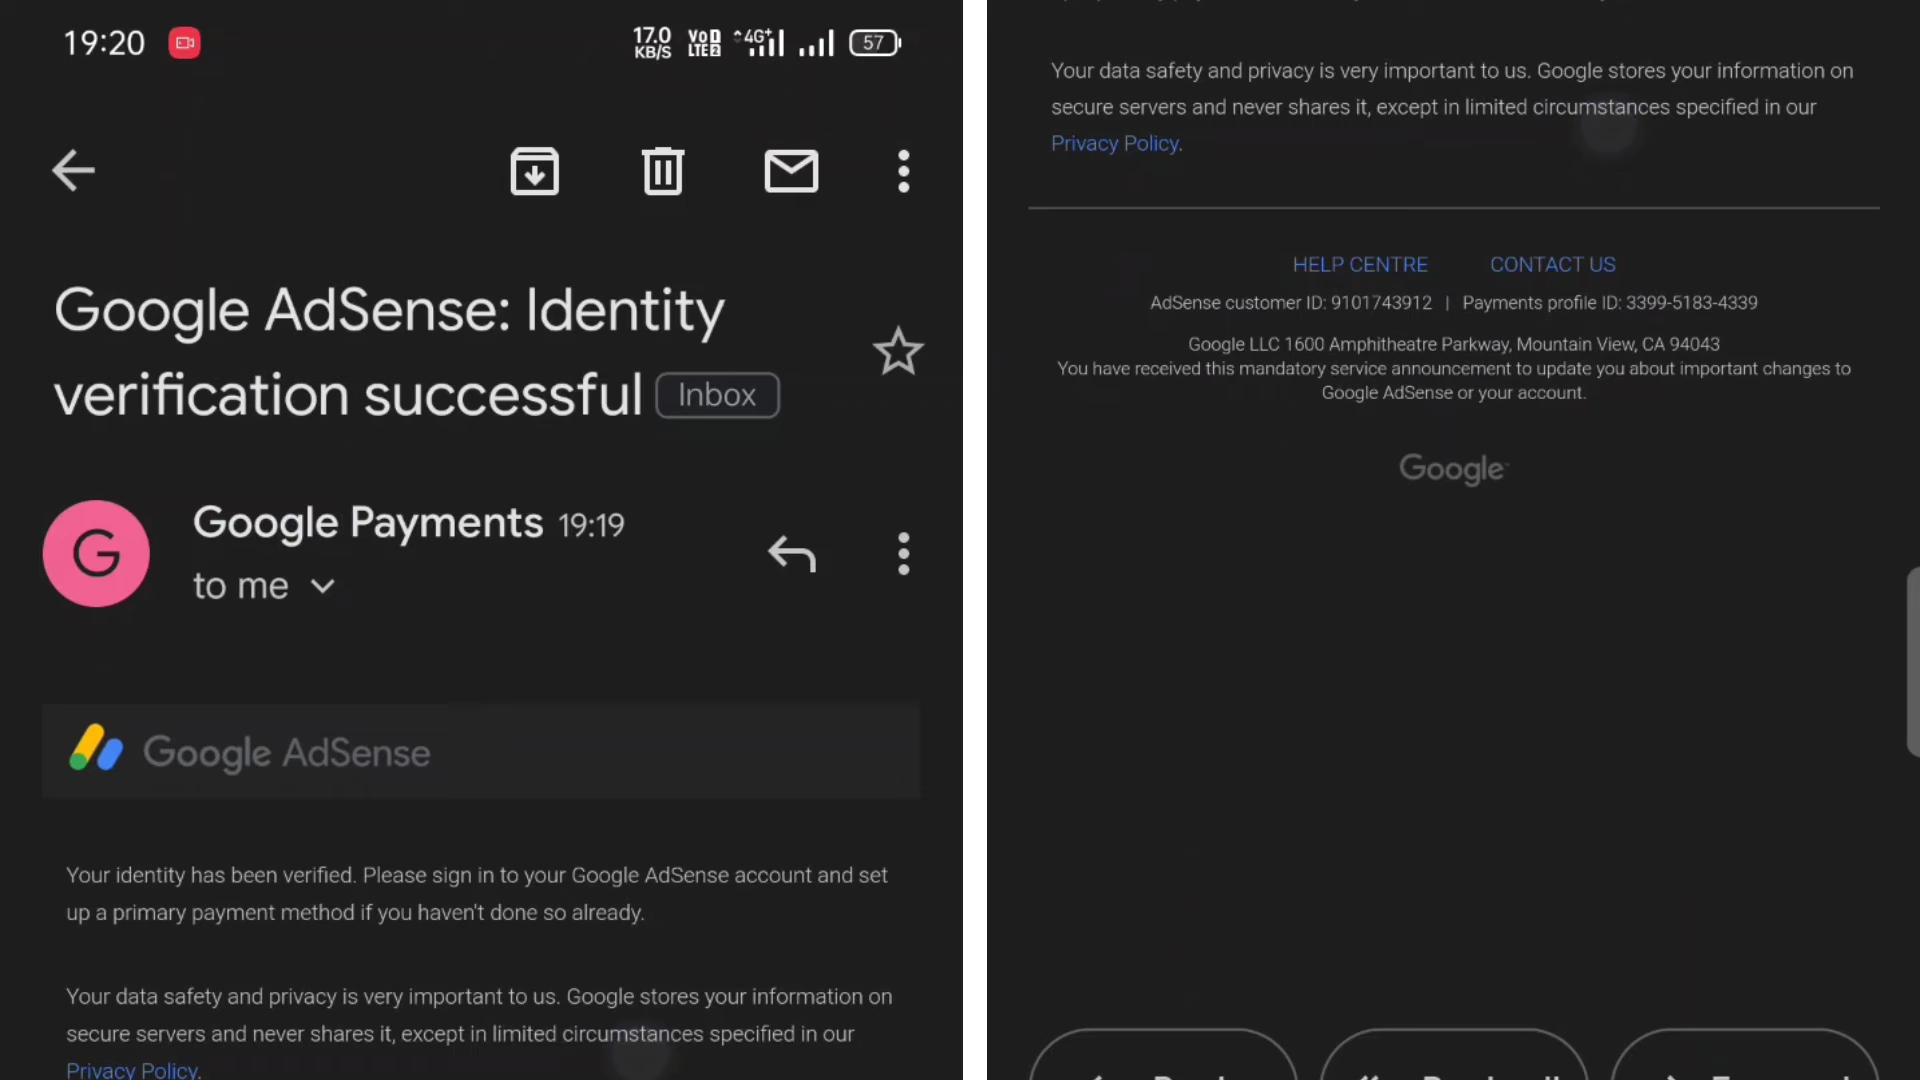 19:20
17.0
KB/S
VoD
LTE2
4G+
57
Google AdSense: Identity
verification successful Inbox
G
Google Payments 19:19
to me
Google AdSense
Your identity has been verified. Please sign in to your Google AdSense account and set
up a primary payment method if you haven't done so already.
Your data safety and privacy is very important to us. Google stores your information on
secure servers and never shares it, except in limited circumstances specified in our
Privacy Policy.
Your data safety and privacy is very important to us. Google stores your information on
secure servers and never shares it, except in limited circumstances specified in our
Privacy Policy.
HELP CENTRE CONTACT US
AdSense customer ID: 9101743912 | Payments profile ID: 3399-5183-4339
Google LLC 1600 Amphitheatre Parkway, Mountain View, CA 94043
You have received this mandatory service announcement to update you about important changes to
Google AdSense or your account.
Google